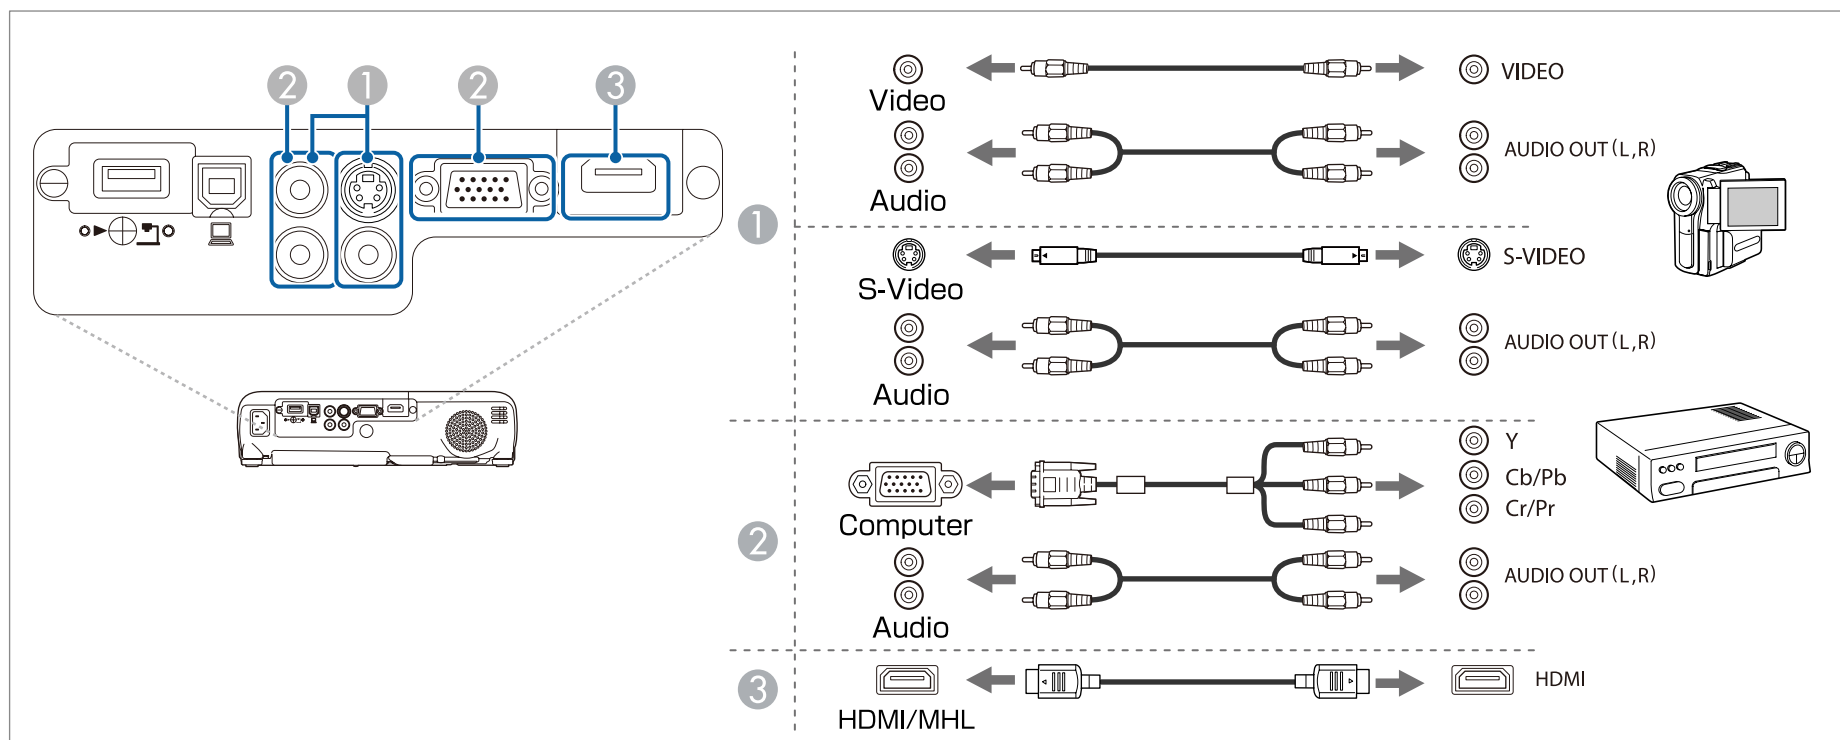 2 1 2 3
1
Video
VIDEO
Audio
AUDIO OUT (L,R)
S-Video
S-VIDEO
Audio
AUDIO OUT (L,R)
2
Computer
Y
Cb/Pb
Cr/Pr
Audio
AUDIO OUT (L,R)
3
HDMI/MHL
HDMI